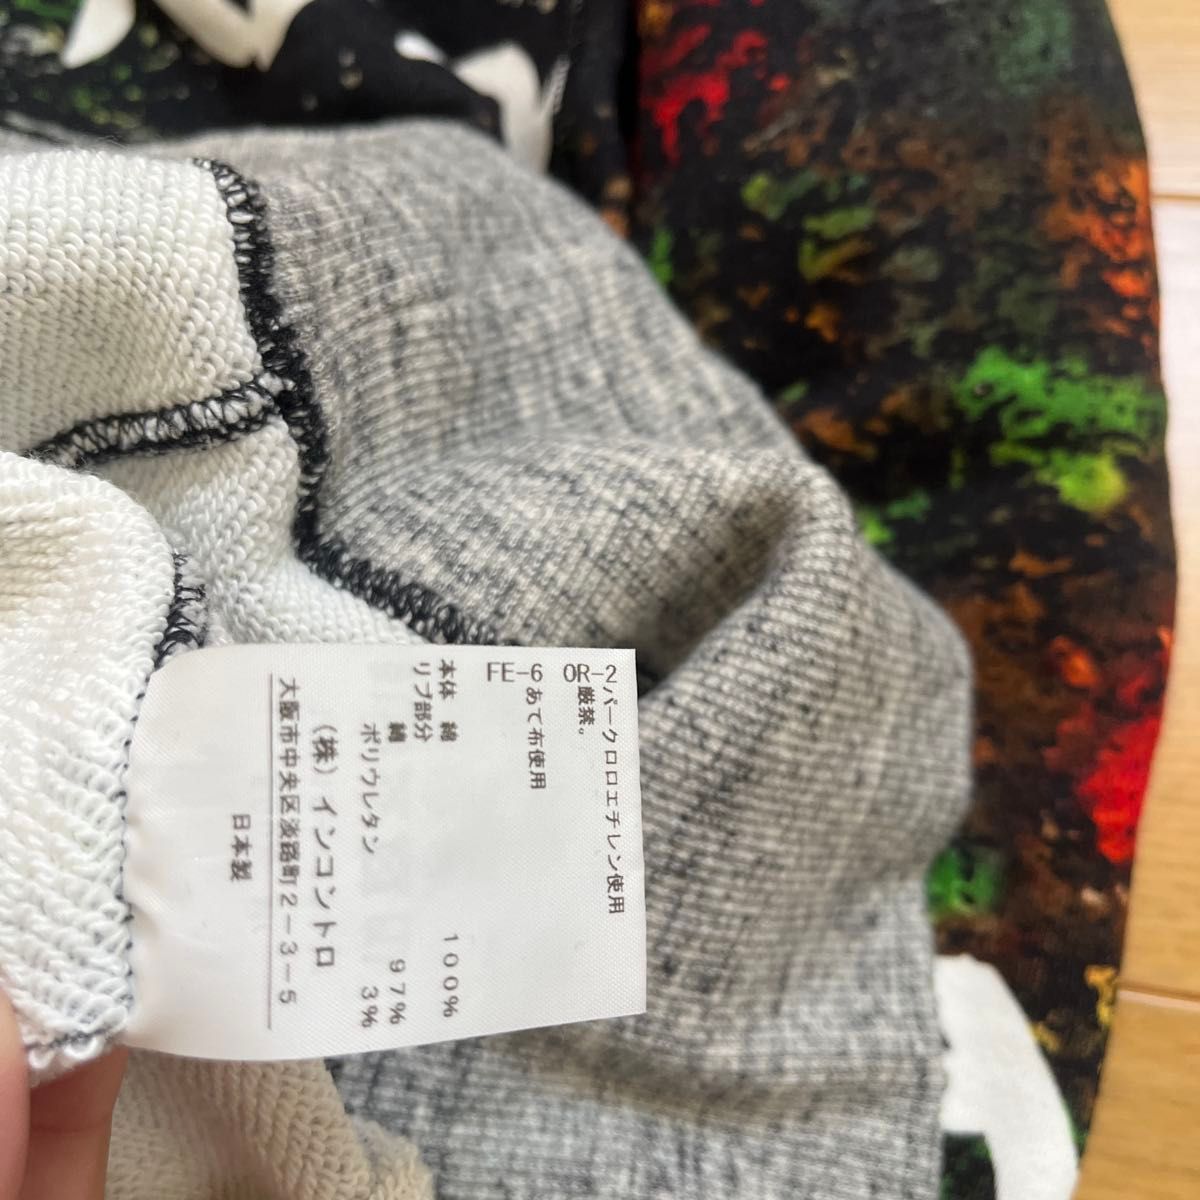 OR-2パークロロエチレン使用
厳禁。
FE-6 あて布使用
本体 綿 100%
リブ部分
綿 97%
ポリウレタン 3%
(株)インコントロ
大阪市中央区淡路町2-3-5
日本製